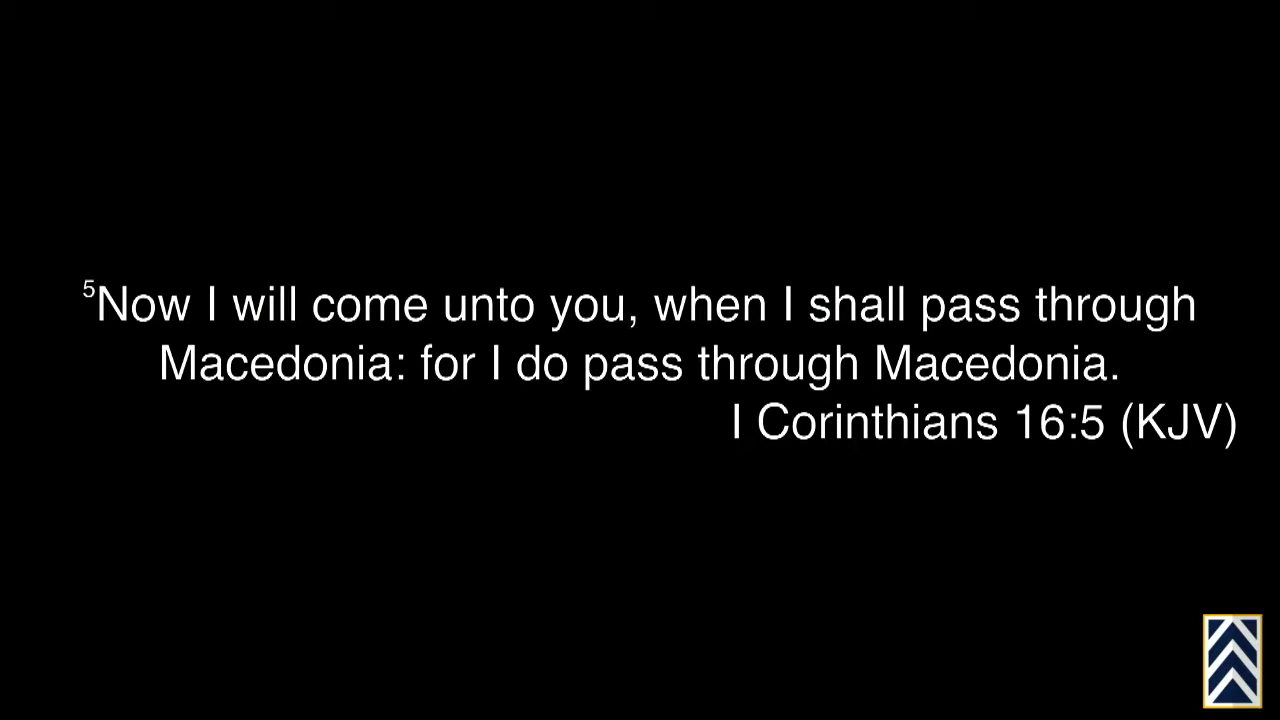 ⁵Now I will come unto you, when I shall pass through
Macedonia: for I do pass through Macedonia.
I Corinthians 16:5 (KJV)